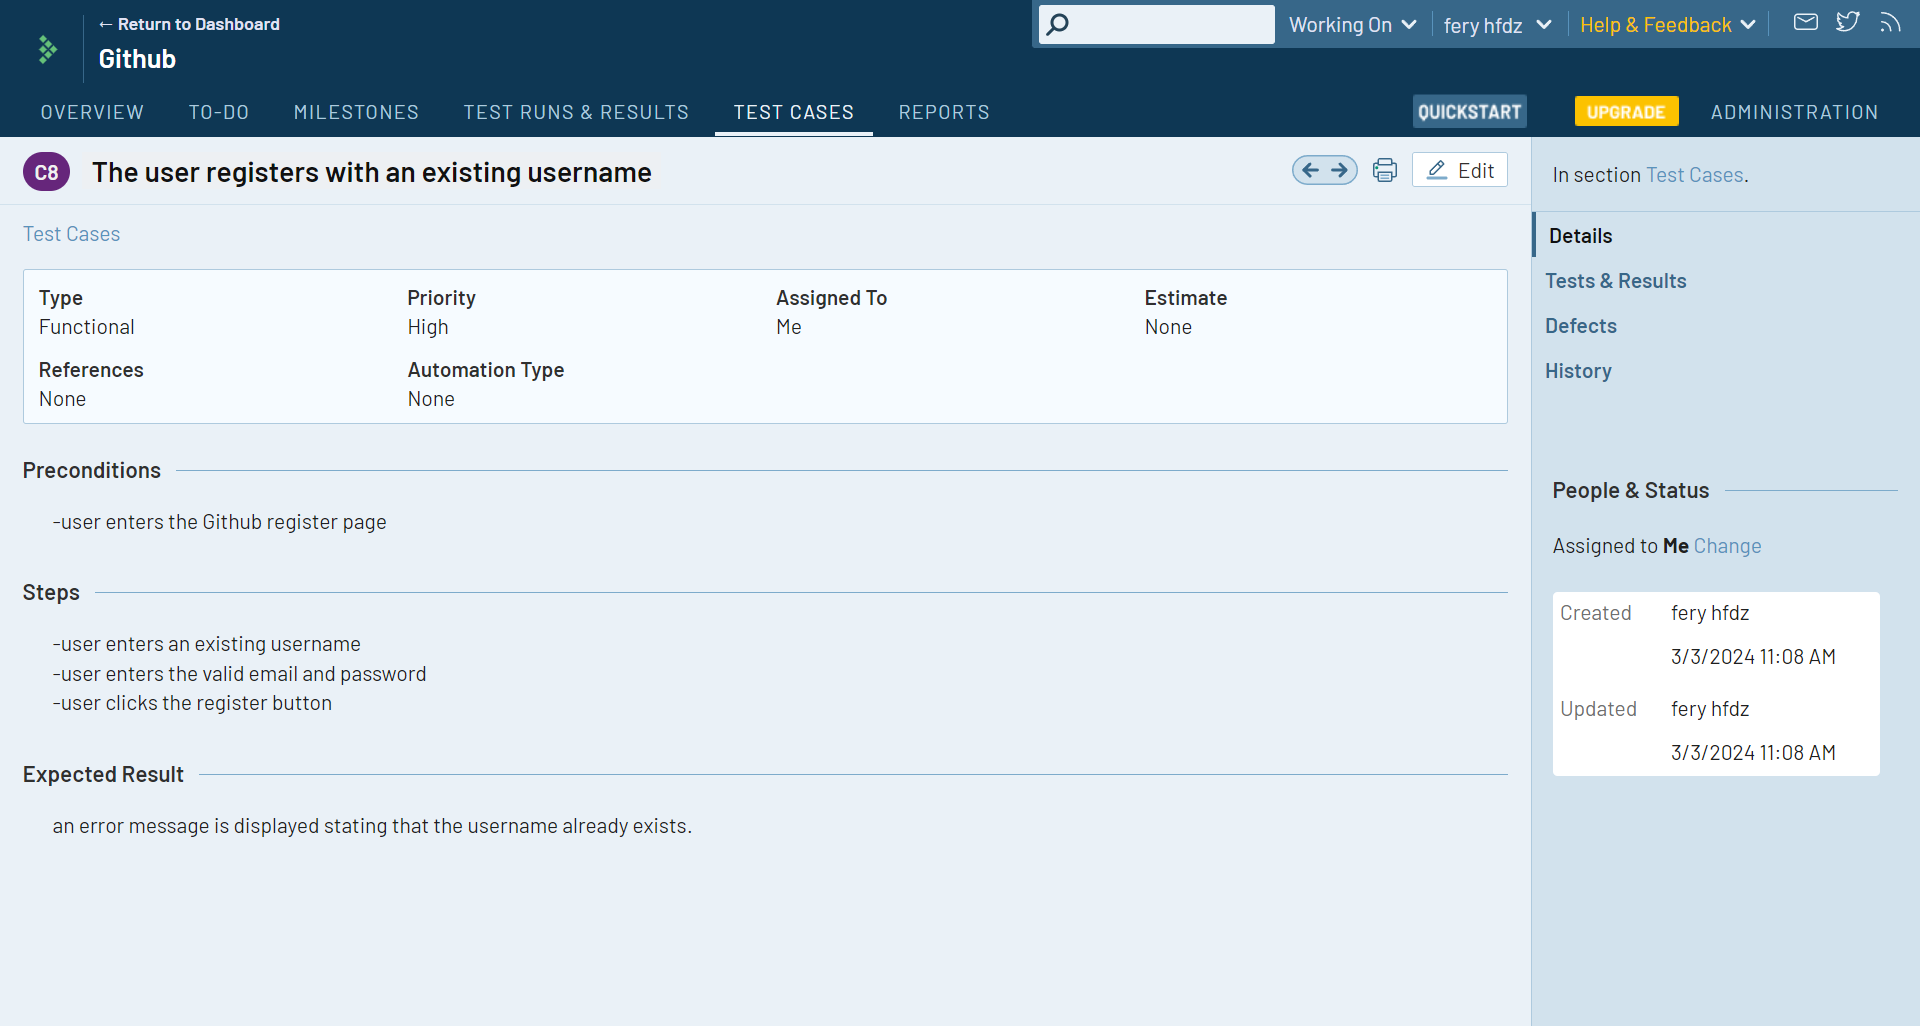 ← Return to Dashboard
Github
Working On
fery hfdz
Help & Feedback
OVERVIEW
TO-DO
MILESTONES
TEST RUNS & RESULTS
TEST CASES
REPORTS
QUICKSTART
UPGRADE
ADMINISTRATION
C8
The user registers with an existing username
Edit
Test Cases
Type
Functional
Priority
High
Assigned To
Me
Estimate
None
References
None
Automation Type
None
Preconditions
-user enters the Github register page
Steps
-user enters an existing username
-user enters the valid email and password
-user clicks the register button
Expected Result
an error message is displayed stating that the username already exists.
In section Test Cases.
Details
Tests & Results
Defects
History
People & Status
Assigned to Me Change
Created fery hfdz
3/3/2024 11:08 AM
Updated fery hfdz
3/3/2024 11:08 AM